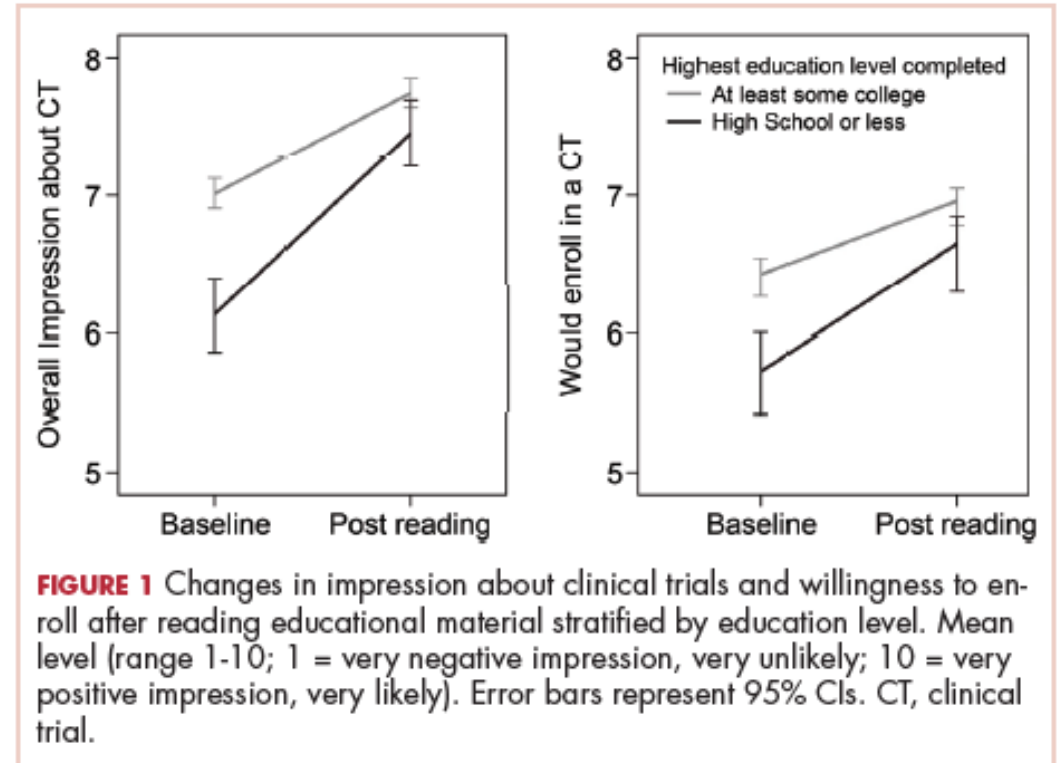 Overall Impression about CT
8
7
6
5
Baseline Post reading
Would enroll in a CT
8
7
6
5
Highest education level completed
At least some college
High School or less
Baseline Post reading
FIGURE 1 Changes in impression about clinical trials and willingness to en-
roll after reading educational material stratified by education level. Mean
level (range 1-10; 1 = very negative impression, very unlikely; 10 = very
positive impression, very likely). Error bars represent 95% CIs. CT, clinical
trial.